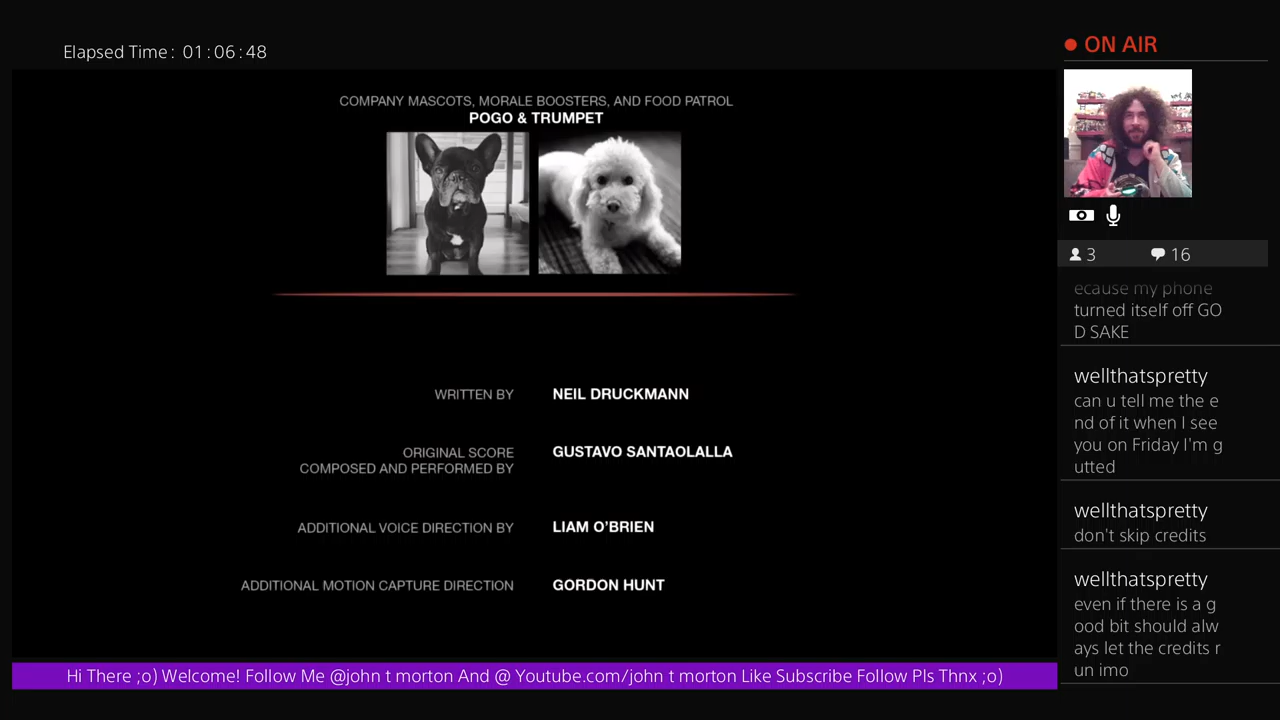 Elapsed Time: 01:06:48
ON AIR
COMPANY MASCOTS, MORALE BOOSTERS, AND FOOD PATROL
POGO & TRUMPET
WRITTEN BY NEIL DRUCKMANN
ORIGINAL SCORE
COMPOSED AND PERFORMED BY GUSTAVO SANTAOLALLA
ADDITIONAL VOICE DIRECTION BY LIAM O'BRIEN
ADDITIONAL MOTION CAPTURE DIRECTION GORDON HUNT
3 16
ecause my phone
turned itself off GO
D SAKE
wellthatspretty
can u tell me the e
nd of it when I see
you on Friday I'm g
utted
wellthatspretty
don't skip credits
wellthatspretty
even if there is a g
ood bit should alw
ays let the credits r
un imo
Hi There ;o) Welcome! Follow Me @john t morton And @ Youtube.com/john t morton Like Subscribe Follow Pls Thnx ;o)